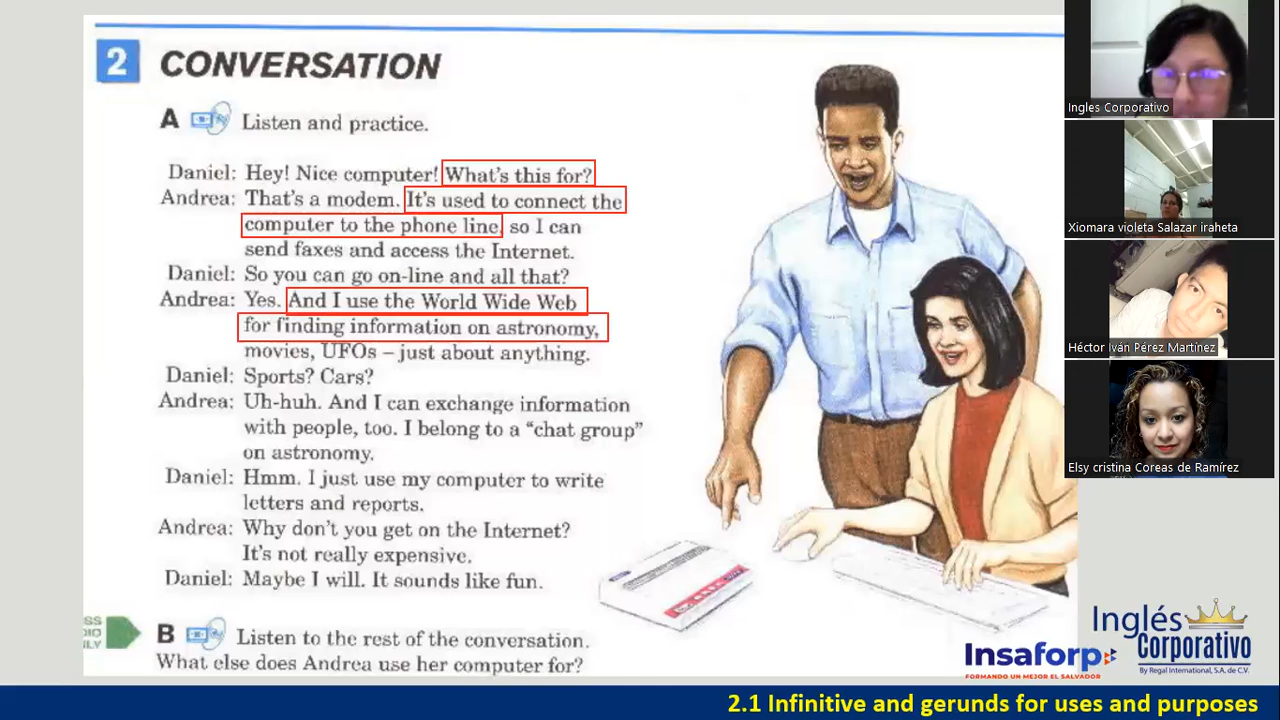 2 CONVERSATION
A Listen and practice.
Daniel: Hey! Nice computer! What's this for?
Andrea: That's a modem. It's used to connect the
computer to the phone line, so I can
send faxes and access the Internet.
Daniel: So you can go on-line and all that?
Andrea: Yes. And I use the World Wide Web
for finding information on astronomy,
movies, UFOs – just about anything.
Daniel: Sports? Cars?
Andrea: Uh-huh. And I can exchange information
with people, too. I belong to a “chat group”
on astronomy.
Daniel: Hmm. I just use my computer to write
letters and reports.
Andrea: Why don't you get on the Internet?
It's not really expensive.
Daniel: Maybe I will. It sounds like fun.
B Listen to the rest of the conversation.
What else does Andrea use her computer for?
Ingles Corporativo
Xiomara violeta Salazar iraheta
Héctor Iván Pérez Martínez
Elsy cristina Coreas de Ramírez
Insaforp
FORMANDO UN MEJOR EL SALVADOR
Inglés
Corporativo
By Regal International, S.A. de C.V.
2.1 Infinitive and gerunds for uses and purposes